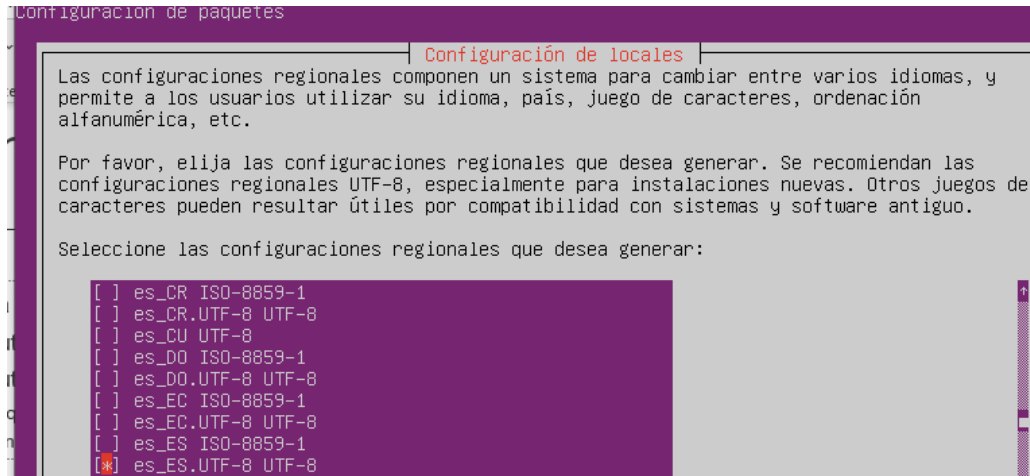 Configuración de paquetes
Configuración de locales
Las configuraciones regionales componen un sistema para cambiar entre varios idiomas, y
permite a los usuarios utilizar su idioma, país, juego de caracteres, ordenación
alfanumérica, etc.
Por favor, elija las configuraciones regionales que desea generar. Se recomiendan las
configuraciones regionales UTF-8, especialmente para instalaciones nuevas. Otros juegos de
caracteres pueden resultar útiles por compatibilidad con sistemas y software antiguo.
Seleccione las configuraciones regionales que desea generar:
[ ] es_CR ISO-8859-1
[ ] es_CR.UTF-8 UTF-8
[ ] es_CU UTF-8
[ ] es_DO ISO-8859-1
[ ] es_DO.UTF-8 UTF-8
[ ] es_EC ISO-8859-1
[ ] es_EC.UTF-8 UTF-8
[ ] es_ES ISO-8859-1
[*] es_ES.UTF-8 UTF-8